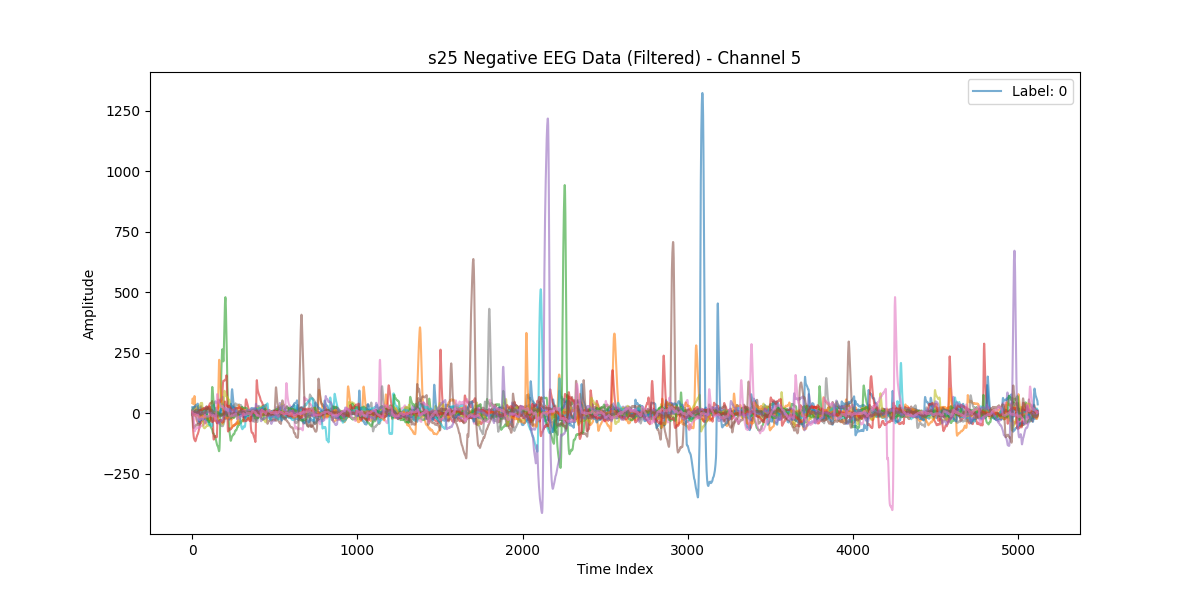 s25 Negative EEG Data (Filtered) - Channel 5
Label: 0
Amplitude
1250
1000
750
500
250
0
−250
0 1000 2000 3000 4000 5000
Time Index